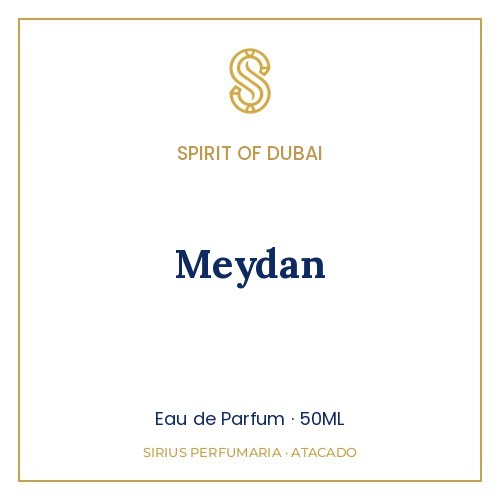 SPIRIT OF DUBAI
Meydan
Eau de Parfum · 50ML
SIRIUS PERFUMARIA · ATACADO